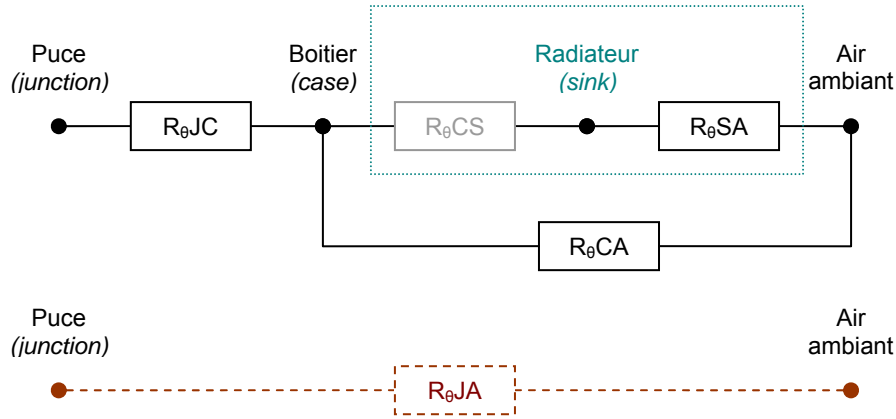 Puce
(junction)
Boitier
(case)
Radiateur
(sink)
Air
ambiant
RθJC
RθCS
RθSA
RθCA
Puce
(junction)
Air
ambiant
RθJA